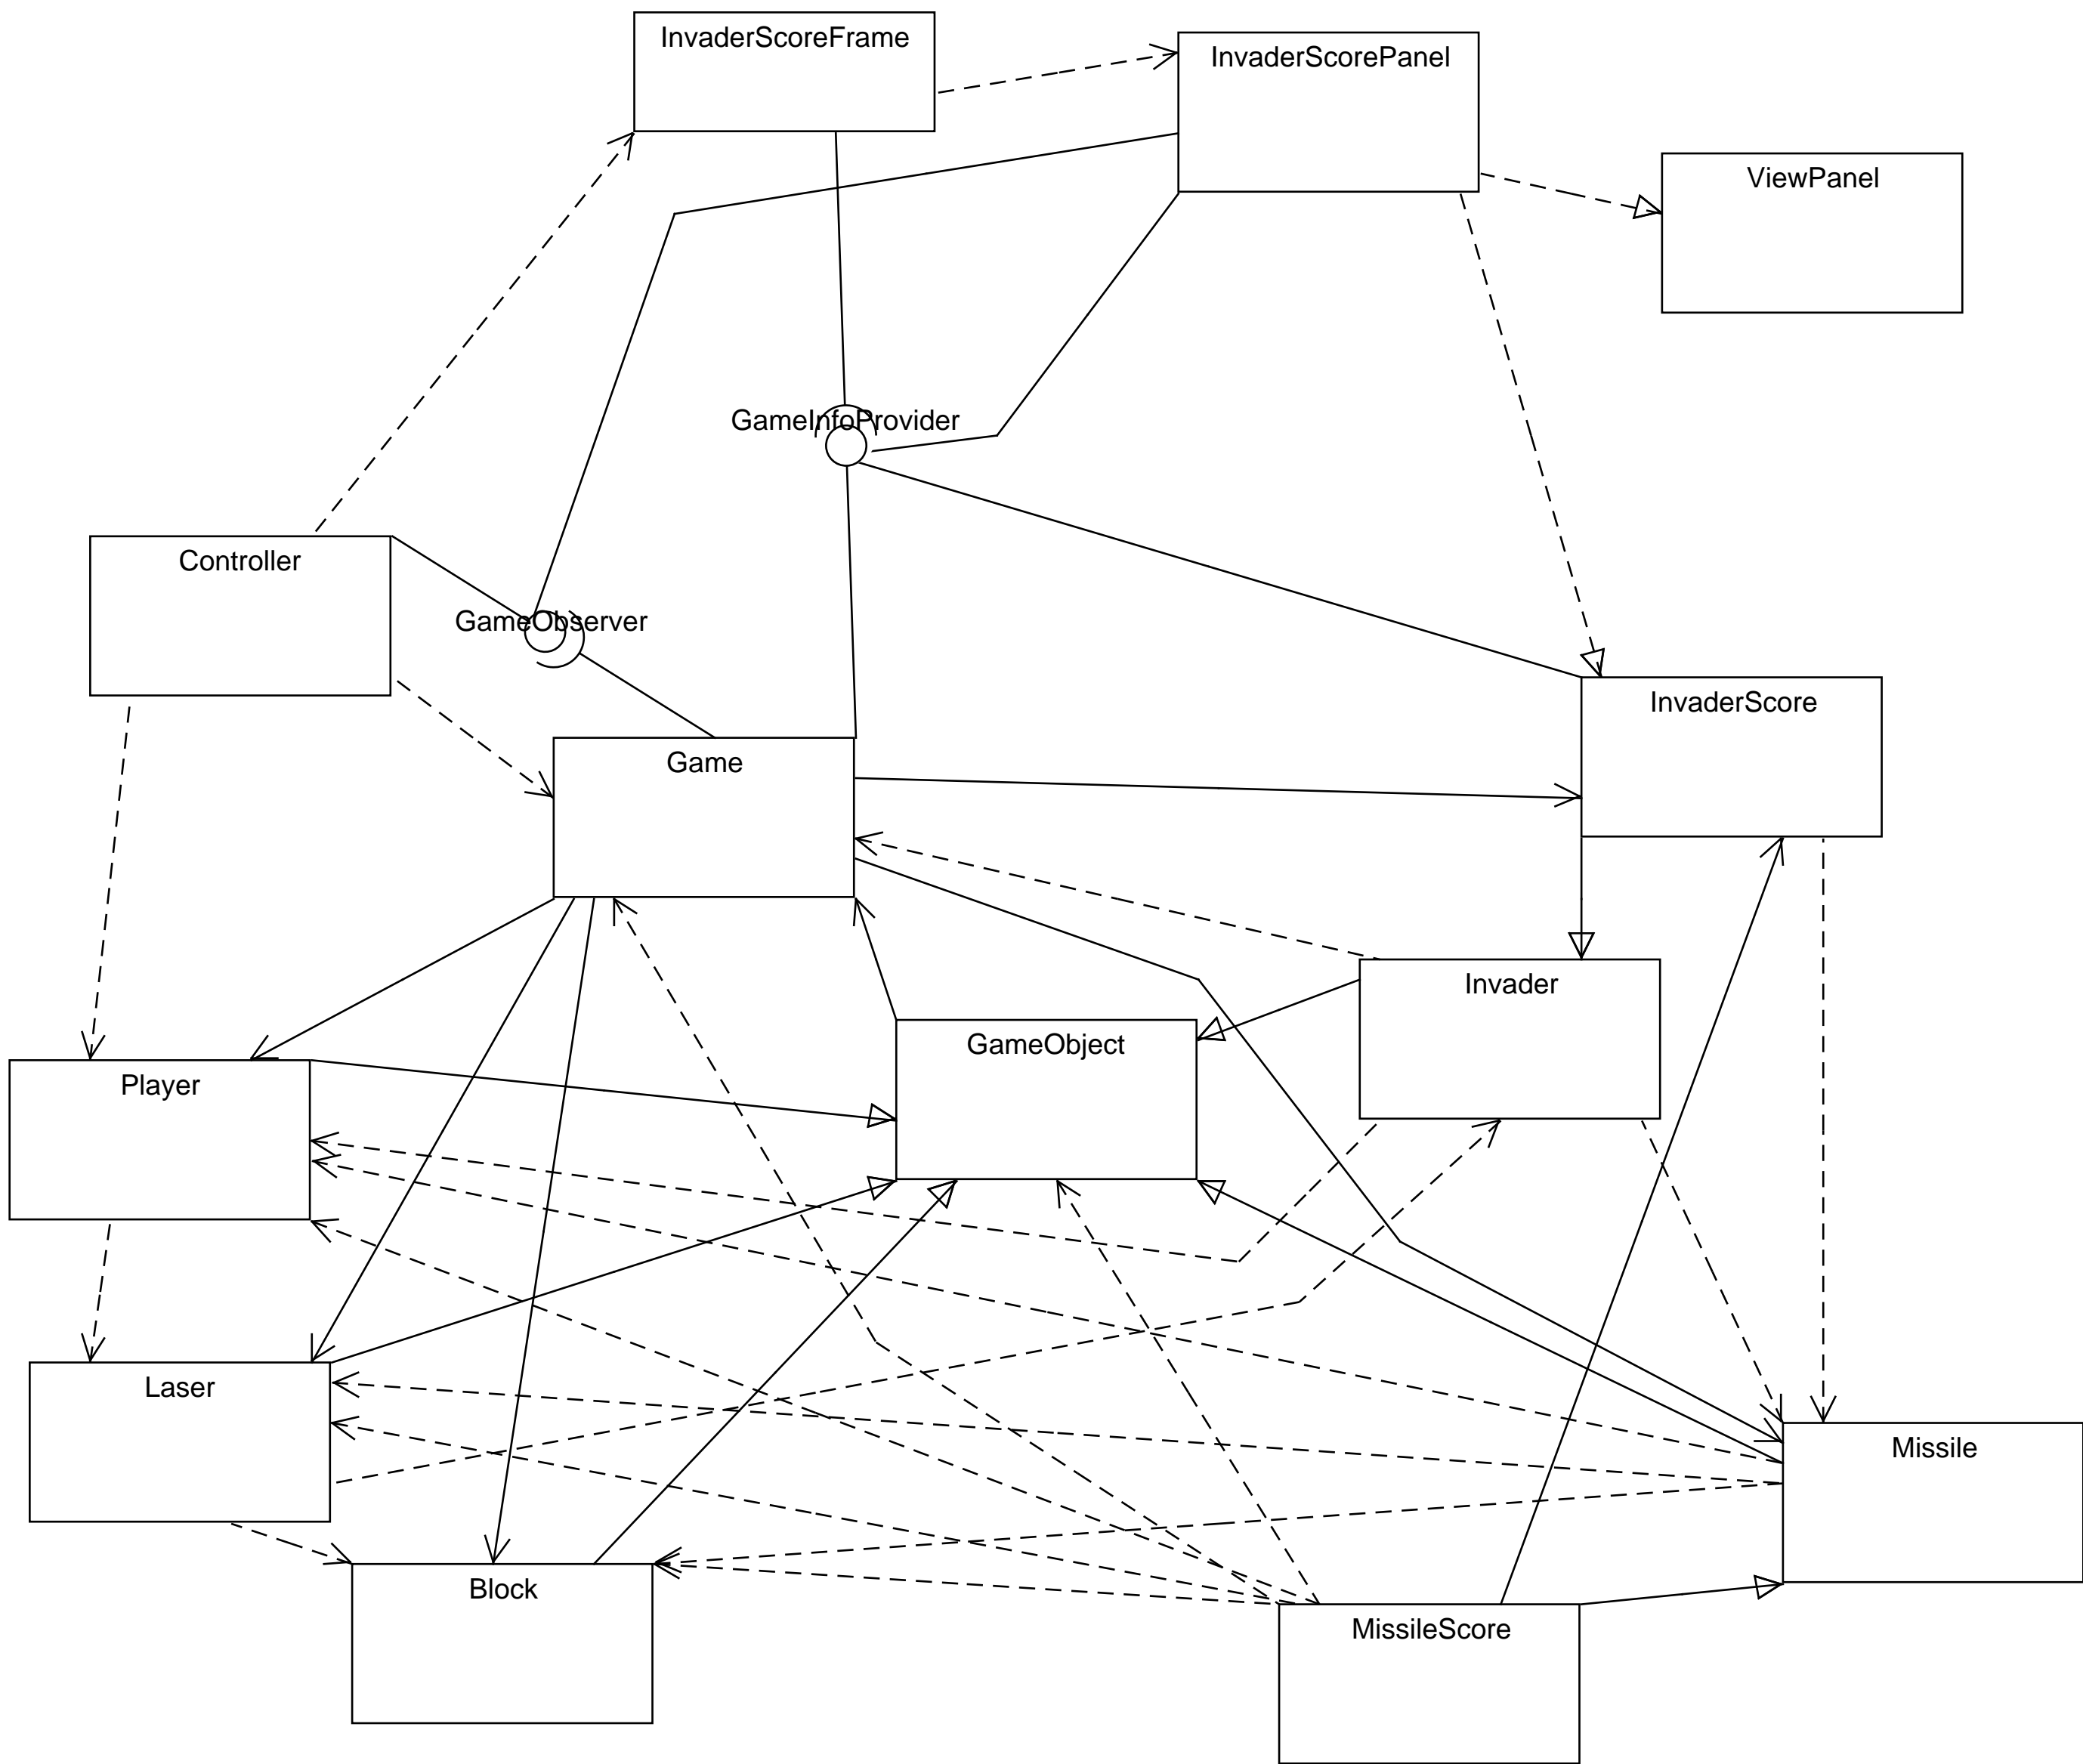 InvaderScoreFrame
InvaderScorePanel
ViewPanel
GameInfoProvider
Controller
GameObserver
InvaderScore
Game
Invader
GameObject
Player
Laser
Missile
Block
MissileScore